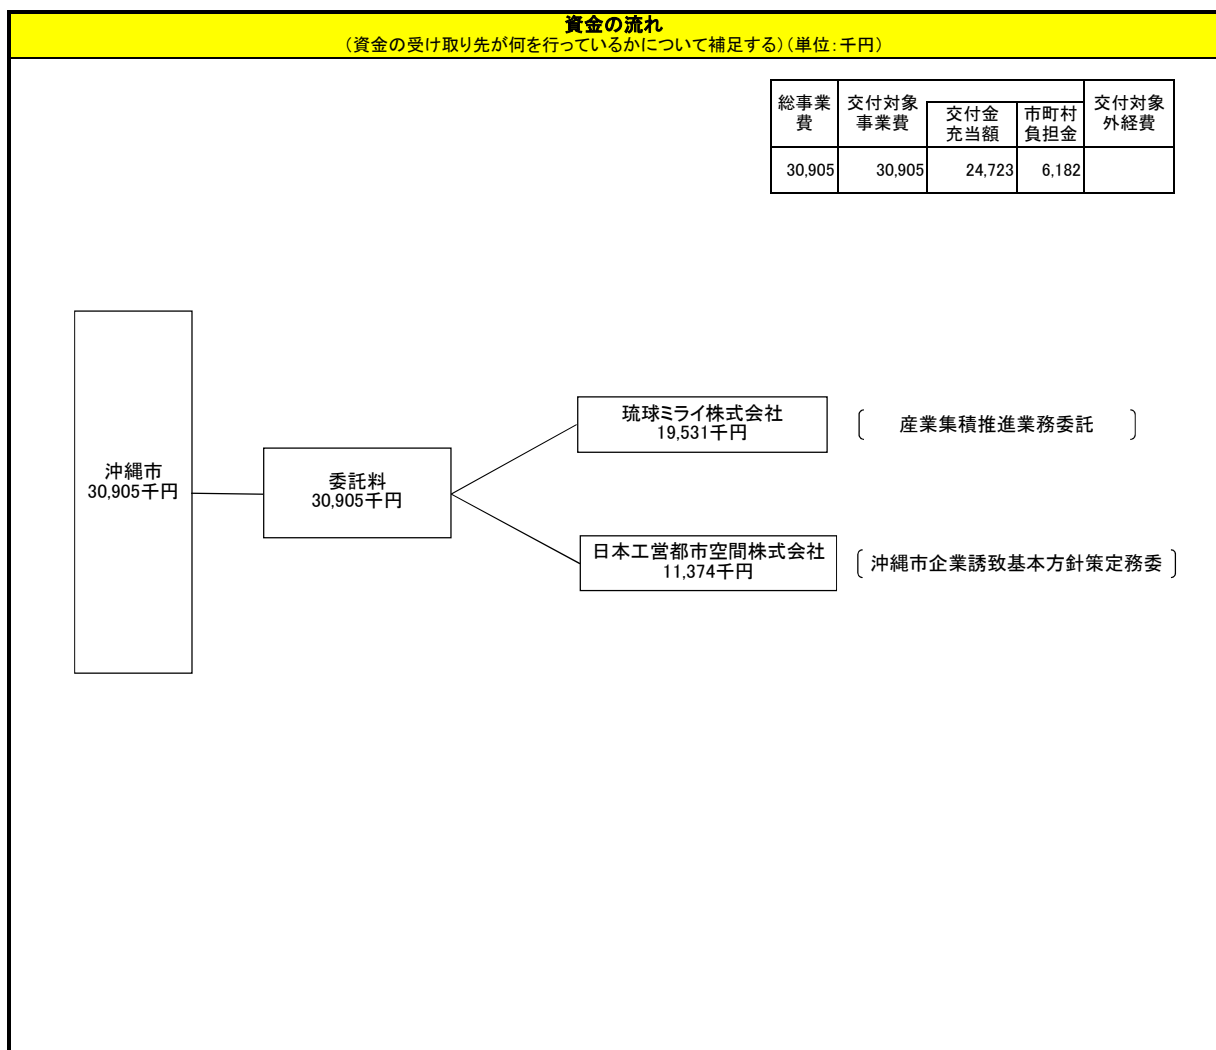 資金の流れ
（資金の受け取り先が何を行っているかについて補足する）（単位：千円）
総事業
費
交付対象
事業費
交付金
充当額
市町村
負担金
交付対象
外経費
30,905
30,905
24,723
6,182
沖縄市
30,905千円
委託料
30,905千円
琉球ミライ株式会社
19,531千円
産業集積推進業務委託
日本工営都市空間株式会社
11,374千円
沖縄市企業誘致基本方針策定務委